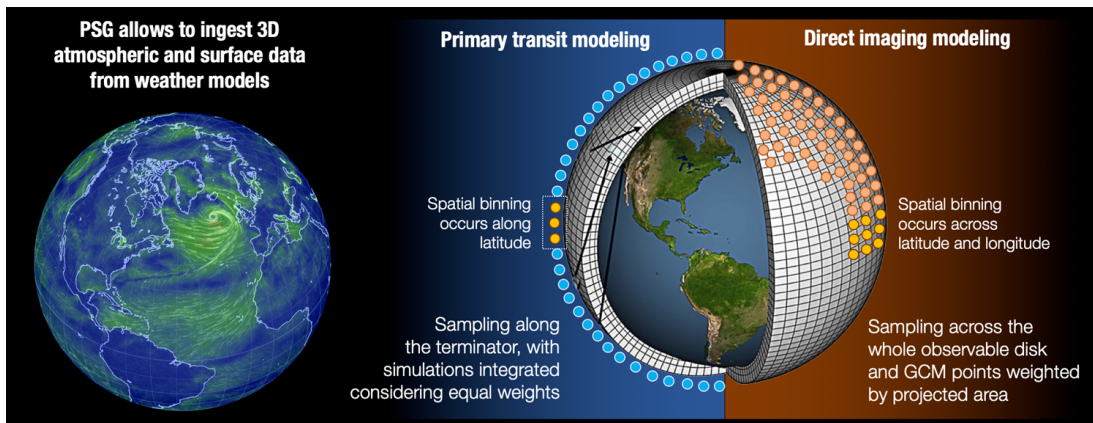 PSG allows to ingest 3D
atmospheric and surface data
from weather models
Primary transit modeling
Spatial binning
occurs along
latitude
Sampling along
the terminator, with
simulations integrated
considering equal weights
Direct imaging modeling
Spatial binning
occurs across
latitude and longitude
Sampling across the
whole observable disk
and GCM points weighted
by projected area